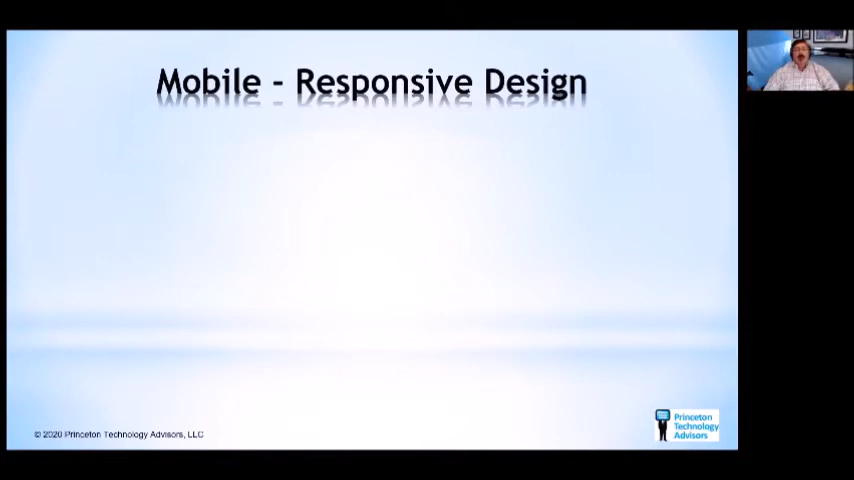 Mobile - Responsive Design
© 2020 Princeton Technology Advisors, LLC
Princeton
Technology
Advisors